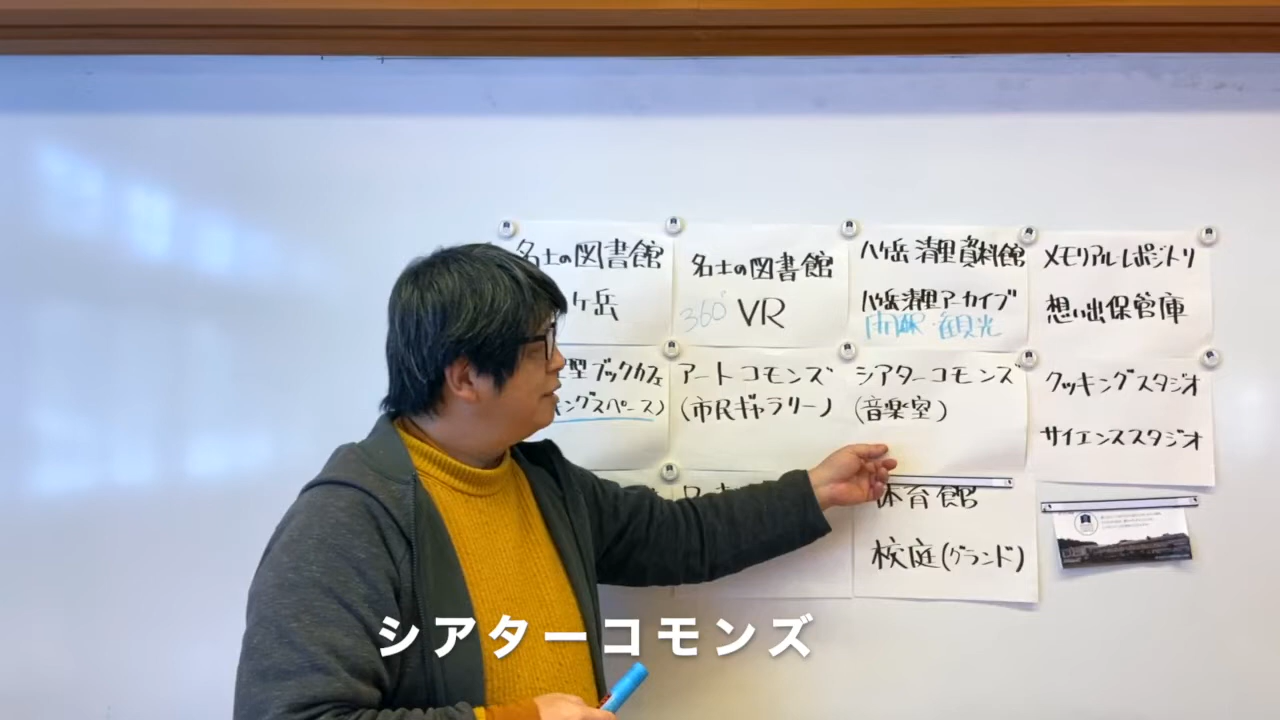 名士の図書館
ケ岳
名士の図書館
360° VR
八ヶ岳 清里 資料館
八ヶ岳清里アーカイブ
観光
メモリアル・レポジトリ
想い出保管庫
型ブックカフェ
ングスペース)
アートコモンズ
(市民ギャラリー)
シアターコモンズ
(音楽室)
クッキングスタジオ
サイエンススタジオ
体育館
校庭(グランド)
シアターコモンズ